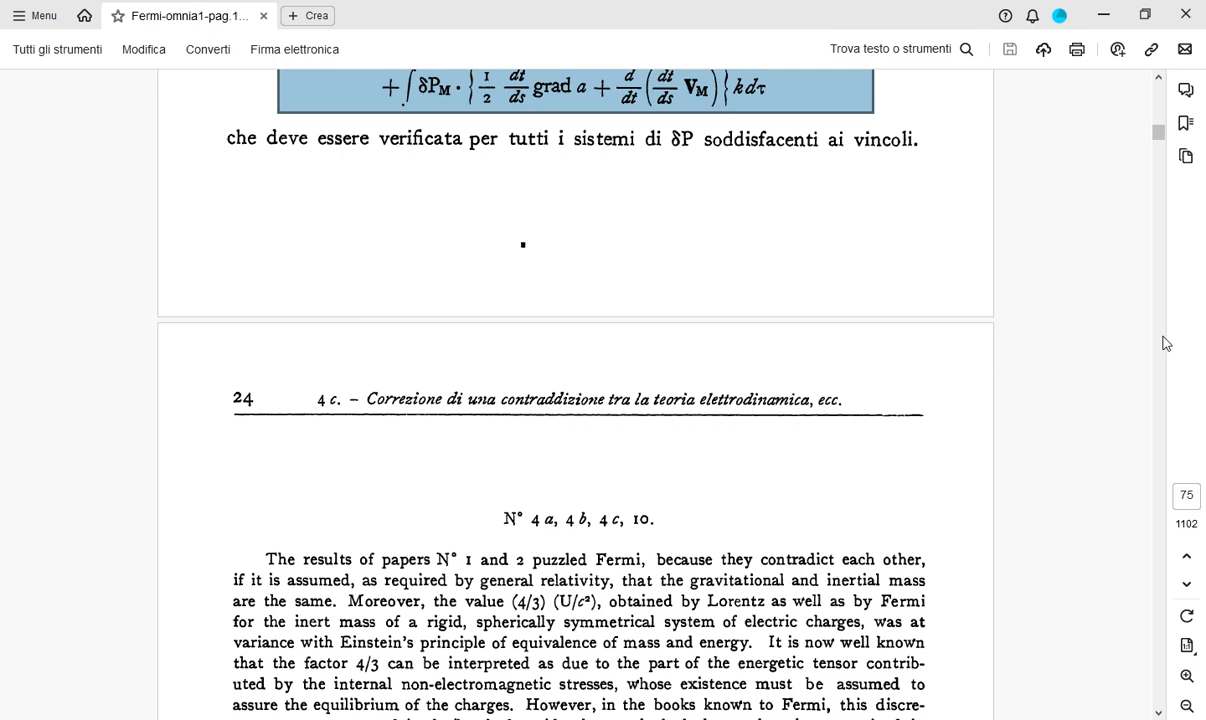 Menu
Fermi-omnia1-pag.1...
Crea
Tutti gli strumenti Modifica Converti Firma elettronica Trova testo o strumenti
+ ∫ δP_M · { 1/2 dt/ds grad a + d/dt ( dt/ds V_M ) } k dτ
che deve essere verificata per tutti i sistemi di δP soddisfacenti ai vincoli.
24 4 c. – Correzione di una contraddizione tra la teoria elettrodinamica, ecc.
N° 4 a, 4 b, 4 c, 10.
The results of papers N° 1 and 2 puzzled Fermi, because they contradict each other,
if it is assumed, as required by general relativity, that the gravitational and inertial mass
are the same. Moreover, the value (4/3) (U/c²), obtained by Lorentz as well as by Fermi
for the inert mass of a rigid, spherically symmetrical system of electric charges, was at
variance with Einstein's principle of equivalence of mass and energy. It is now well known
that the factor 4/3 can be interpreted as due to the part of the energetic tensor contrib-
uted by the internal non-electromagnetic stresses, whose existence must be assumed to
assure the equilibrium of the charges. However, in the books known to Fermi, this discre-
75
1102